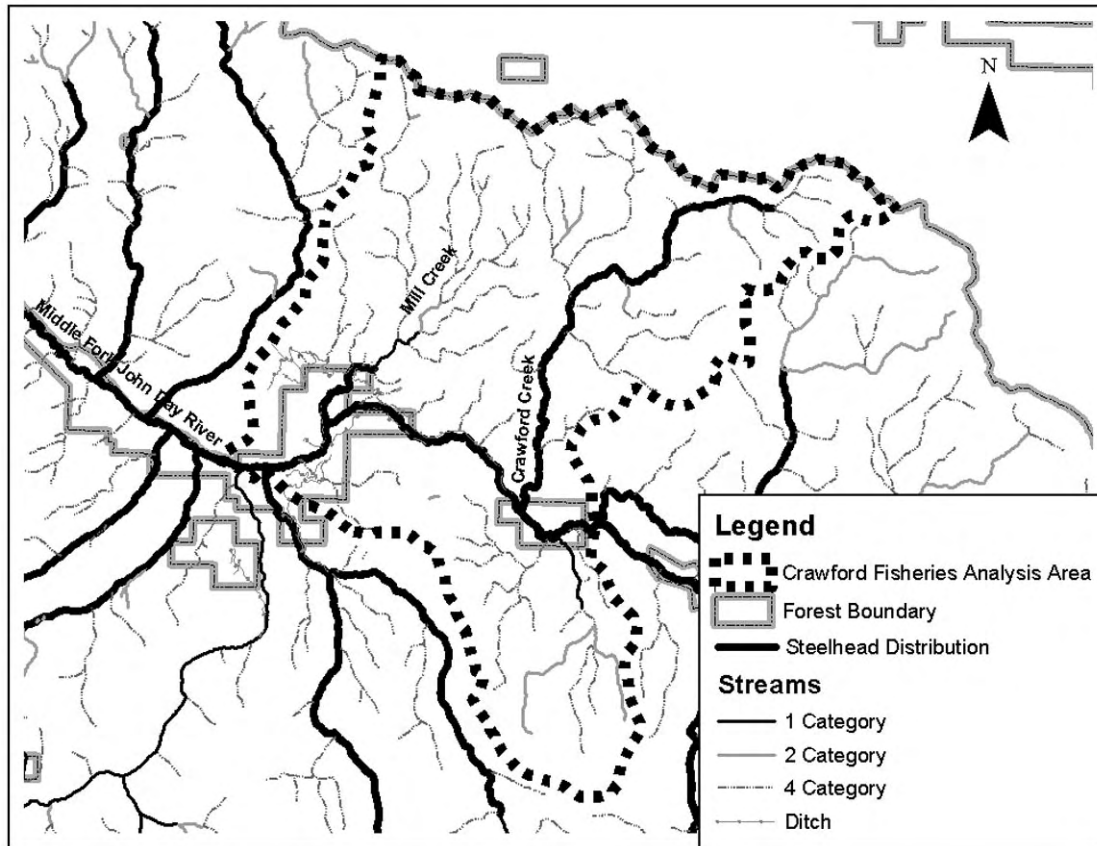 N
Mill Creek
Middle Fork John Day River
Crawford Creek
Legend
Crawford Fisheries Analysis Area
Forest Boundary
Steelhead Distribution
Streams
1 Category
2 Category
4 Category
Ditch